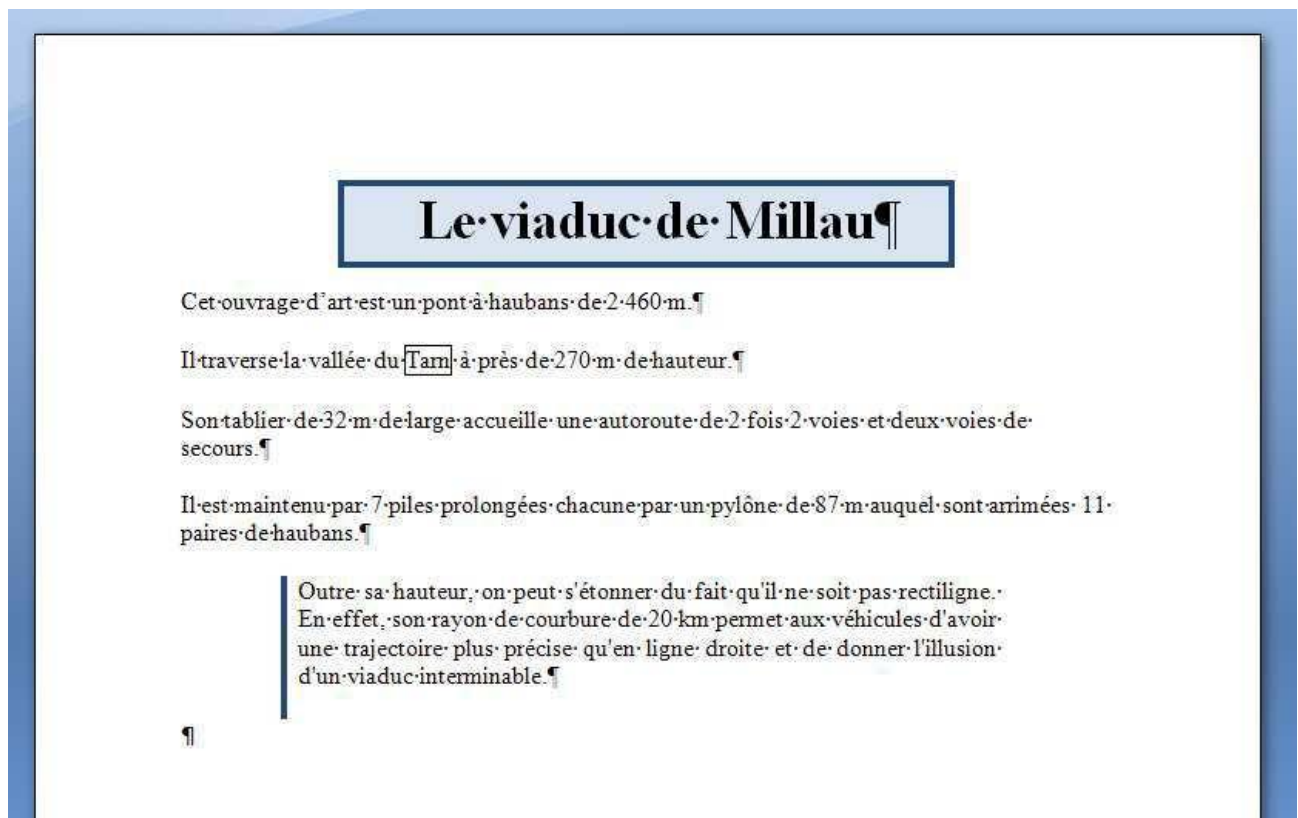 Le·viaduc·de·Millau¶
Cet·ouvrage·d’art·est·un·pont·à·haubans·de·2·460·m.¶
Il·traverse·la·vallée·du·Tarn·à·près·de·270·m·de·hauteur.¶
Son·tablier·de·32·m·de·large·accueille·une·autoroute·de·2·fois·2·voies·et·deux·voies·de·
secours.¶
Il·est·maintenu·par·7·piles·prolongées·chacune·par·un·pylône·de·87·m·auquel·sont·arrimées·11·
paires·de·haubans.¶
Outre·sa·hauteur,·on·peut·s'étonner·du·fait·qu'il·ne·soit·pas·rectiligne.·
En·effet,·son·rayon·de·courbure·de·20·km·permet·aux·véhicules·d'avoir·
une·trajectoire·plus·précise·qu'en·ligne·droite·et·de·donner·l'illusion·
d'un·viaduc·interminable.¶
¶